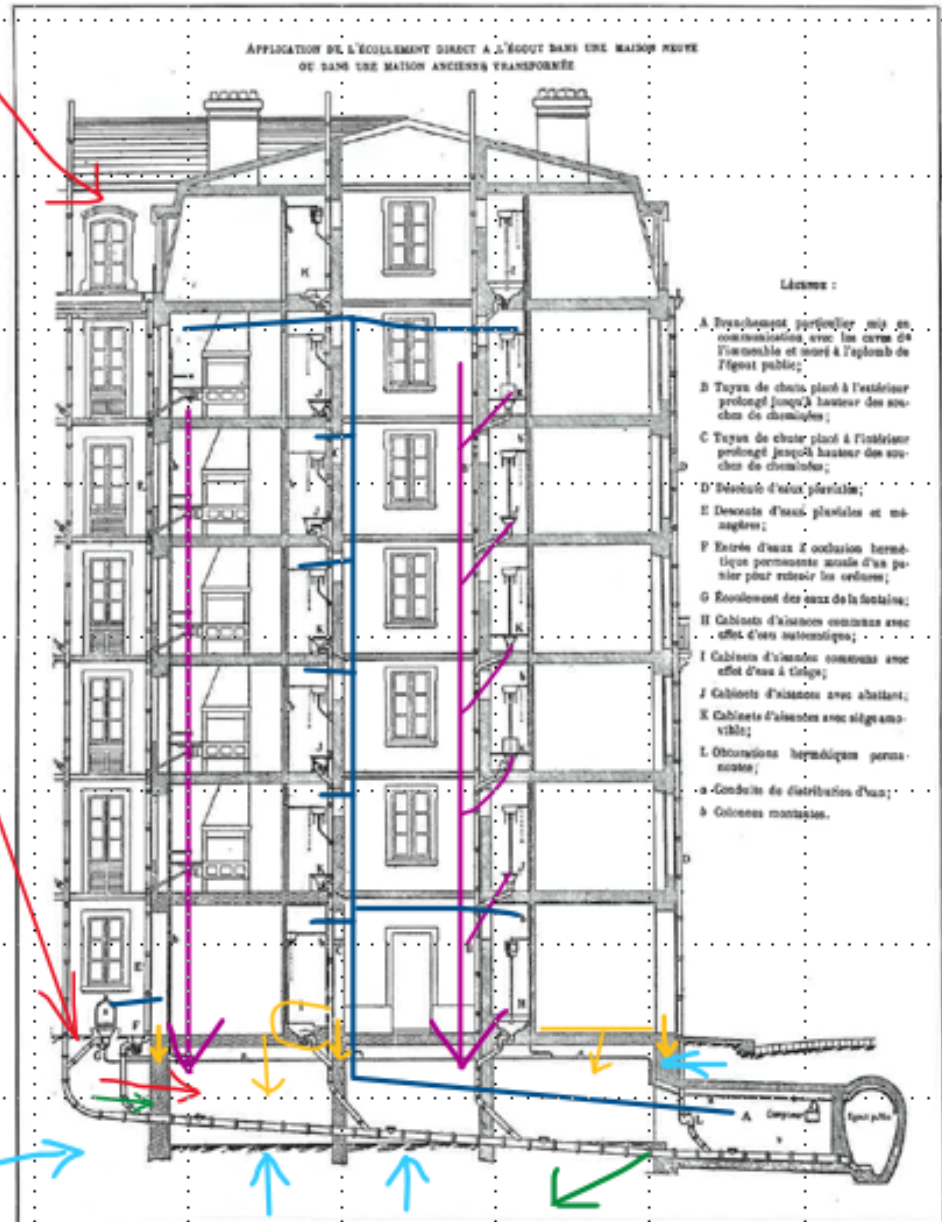 APPLICATION DE L'ÉCOULEMENT DIRECT A L'ÉGOUT DANS UNE MAISON NEUVE
OU DANS UNE MAISON ANCIENNE TRANSFORMÉE
LÉGENDE :
A Branchement particulier mis en
communication avec les caves de
l'immeuble et muré à l'aplomb de
l'égout public;
B Tuyau de chute placé à l'extérieur
prolongé jusqu'à hauteur des sou-
ches de cheminées;
C Tuyau de chute placé à l'intérieur
prolongé jusqu'à hauteur des sou-
ches de cheminées;
D Descente d'eaux pluviales;
E Descente d'eaux pluviales et mé-
nagères;
F Entrée d'eaux à occlusion hermé-
tique permanente munie d'un pa-
nier pour retenir les ordures;
G Écoulement des eaux de la fontaine;
H Cabinets d'aisances communs avec
effet d'eau automatique;
I Cabinets d'aisances communs avec
effet d'eau à tirage;
J Cabinets d'aisances avec abattant;
K Cabinets d'aisances avec siège amo-
vible;
L Obturations hermétiques perma-
nentes;
a Conduite de distribution d'eau;
b Colonnes montantes.
K
J
J
K
K
J
K
J
E
H
F
G
D
D
L
A
Compteur
Égout public